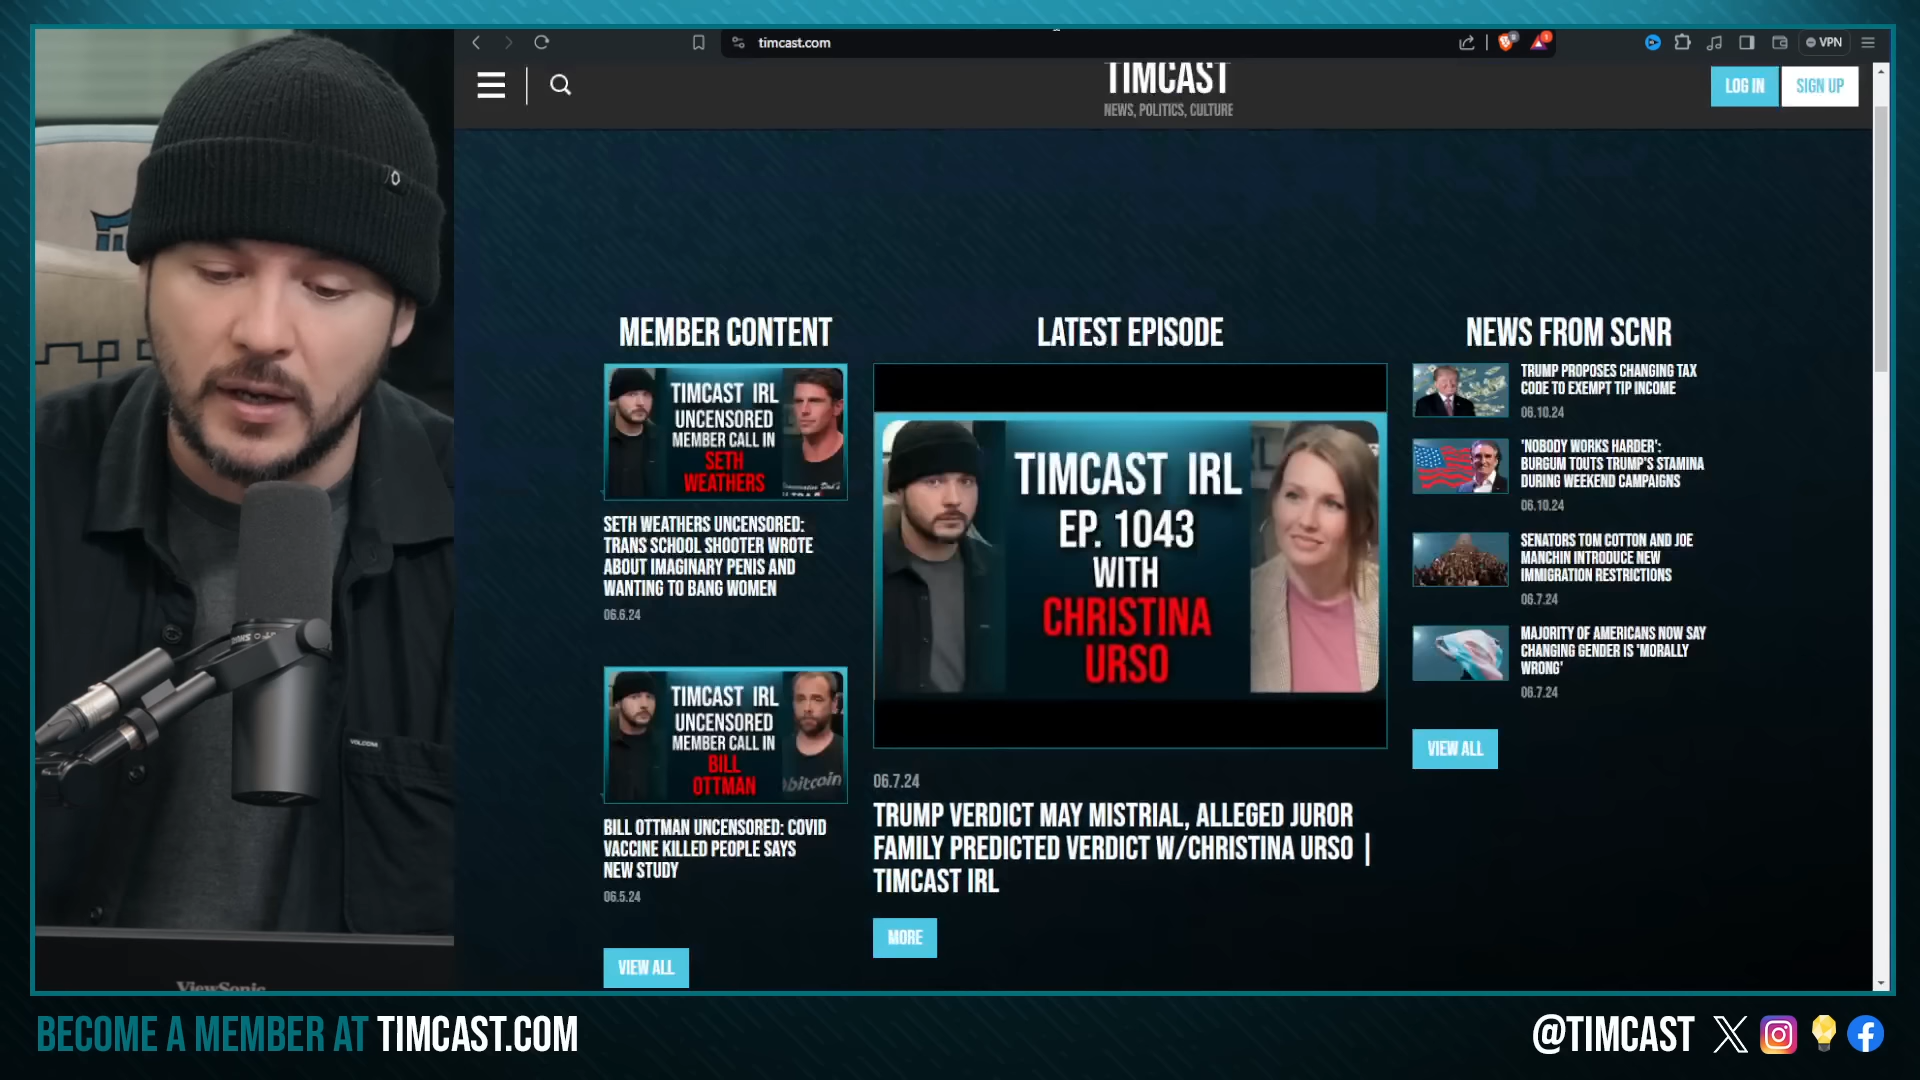 timcast.com
VPN
TIMCAST
NEWS, POLITICS, CULTURE
LOG IN
SIGN UP
MEMBER CONTENT
TIMCAST IRL
UNCENSORED
MEMBER CALL IN
SETH
WEATHERS
SETH WEATHERS UNCENSORED:
TRANS SCHOOL SHOOTER WROTE
ABOUT IMAGINARY PENIS AND
WANTING TO BANG WOMEN
06.6.24
TIMCAST IRL
UNCENSORED
MEMBER CALL IN
BILL
OTTMAN
bitcoin
BILL OTTMAN UNCENSORED: COVID
VACCINE KILLED PEOPLE SAYS
NEW STUDY
06.5.24
VIEW ALL
LATEST EPISODE
TIMCAST IRL
EP. 1043
WITH
CHRISTINA
URSO
06.7.24
TRUMP VERDICT MAY MISTRIAL, ALLEGED JUROR
FAMILY PREDICTED VERDICT W/CHRISTINA URSO |
TIMCAST IRL
MORE
NEWS FROM SCNR
TRUMP PROPOSES CHANGING TAX
CODE TO EXEMPT TIP INCOME
06.10.24
'NOBODY WORKS HARDER':
BURGUM TOUTS TRUMP'S STAMINA
DURING WEEKEND CAMPAIGNS
06.10.24
SENATORS TOM COTTON AND JOE
MANCHIN INTRODUCE NEW
IMMIGRATION RESTRICTIONS
06.7.24
MAJORITY OF AMERICANS NOW SAY
CHANGING GENDER IS 'MORALLY
WRONG'
06.7.24
VIEW ALL
VOLCOM
ViewSonic
BECOME A MEMBER AT TIMCAST.COM
@TIMCAST